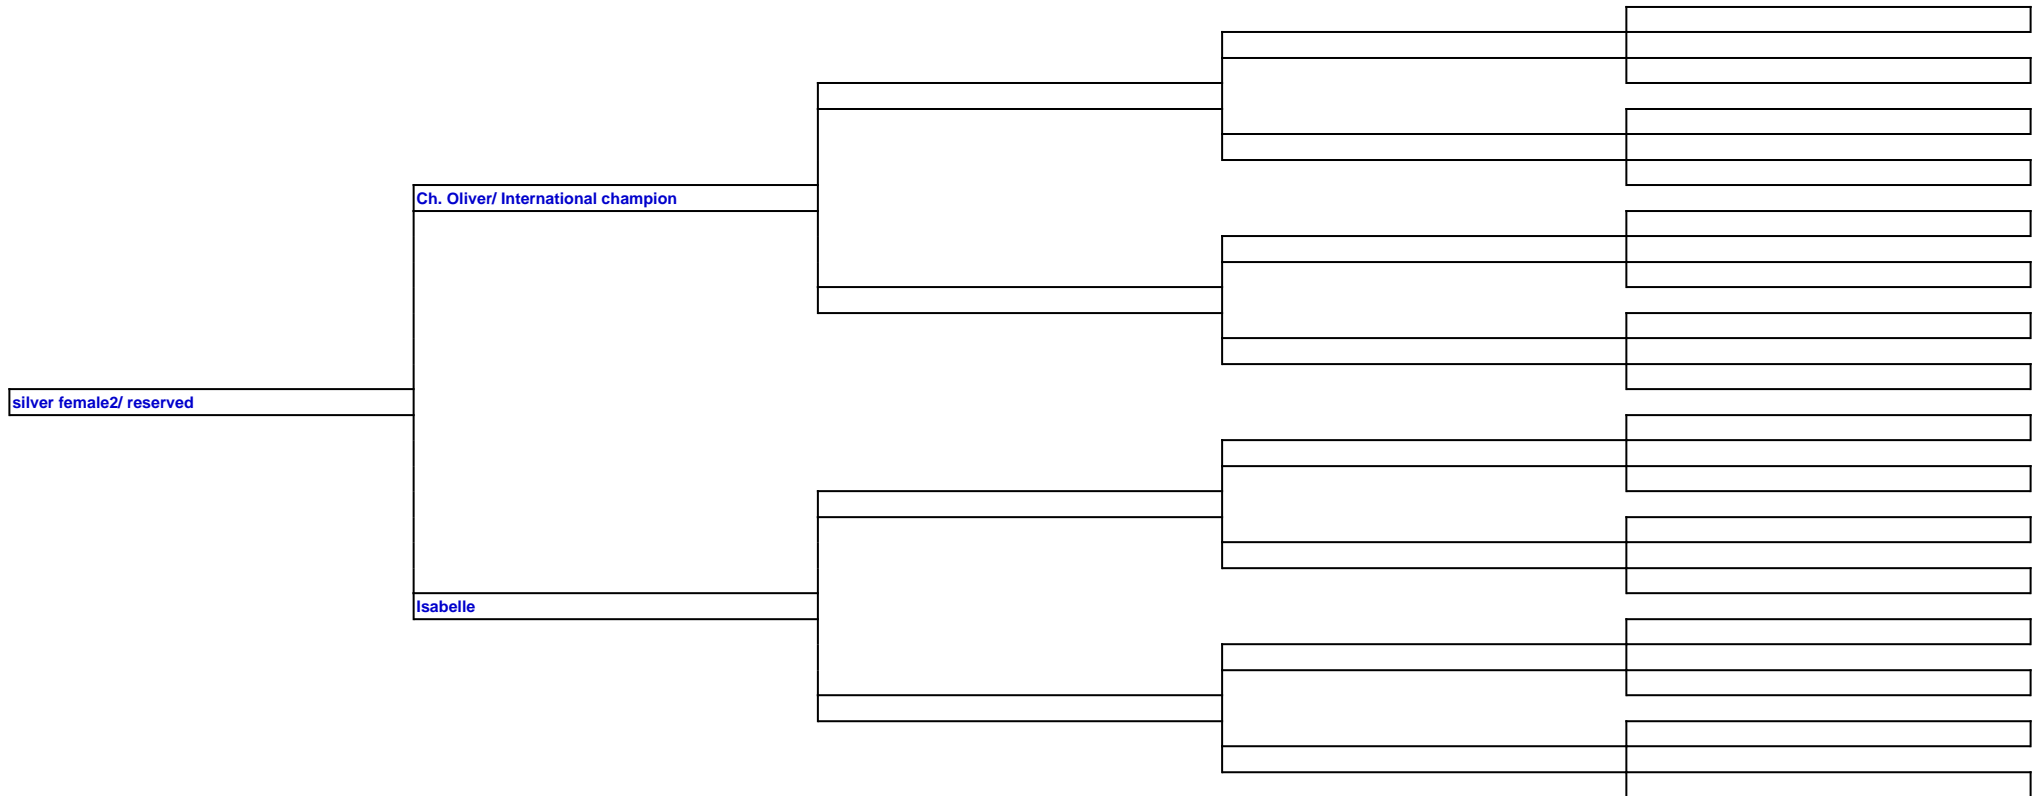 Ch. Oliver/ International champion
silver female2/ reserved
Isabelle